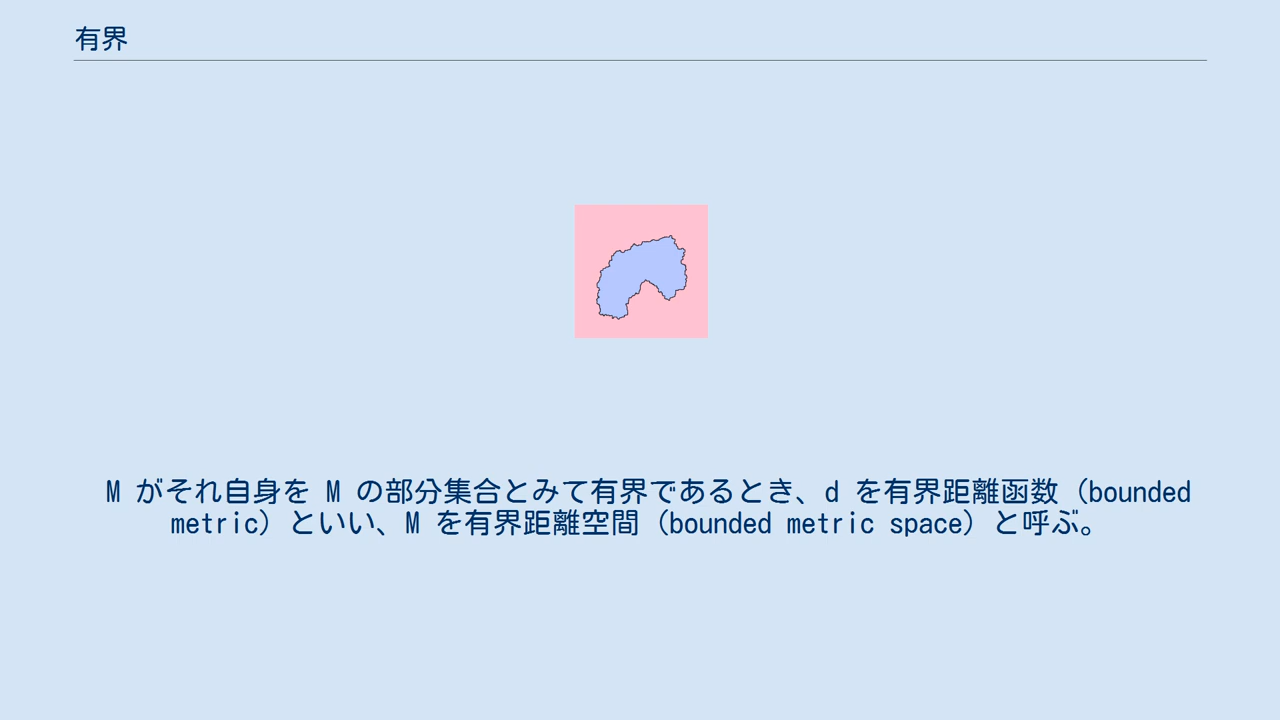 有界
M がそれ自身を M の部分集合とみて有界であるとき、d を有界距離函数 (bounded
metric) といい、M を有界距離空間 (bounded metric space) と呼ぶ。